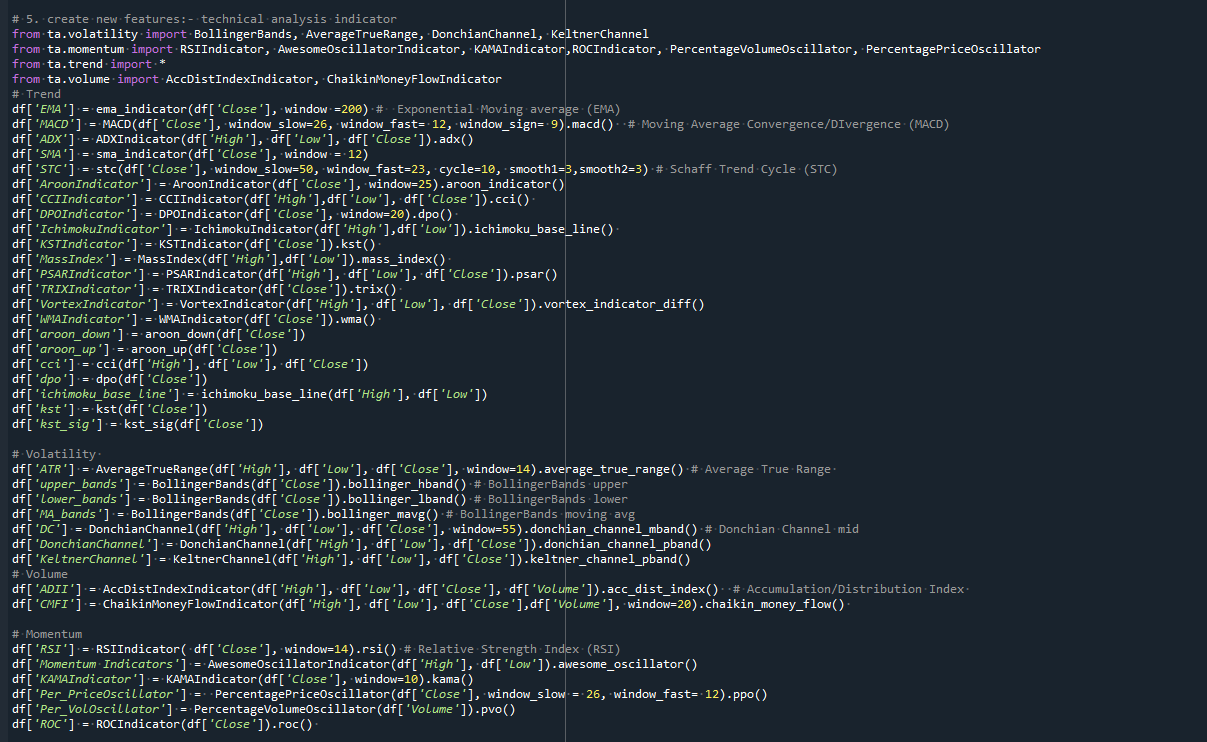 # 5. create new features:- technical analysis indicator
from ta.volatility import BollingerBands, AverageTrueRange, DonchianChannel, KeltnerChannel
from ta.momentum import RSIIndicator, AwesomeOscillatorIndicator, KAMAIndicator,ROCIndicator, PercentageVolumeOscillator, PercentagePriceOscillator
from ta.trend import *
from ta.volume import AccDistIndexIndicator, ChaikinMoneyFlowIndicator
# Trend
df['EMA'] = ema_indicator(df['Close'], window =200) #  Exponential Moving average (EMA)
df['MACD'] = MACD(df['Close'], window_slow=26, window_fast= 12, window_sign= 9).macd()  # Moving Average Convergence/DIvergence (MACD)
df['ADX'] = ADXIndicator(df['High'], df['Low'], df['Close']).adx()
df['SMA'] = sma_indicator(df['Close'], window = 12)
df['STC'] = stc(df['Close'], window_slow=50, window_fast=23, cycle=10, smooth1=3,smooth2=3) # Schaff Trend Cycle (STC)
df['AroonIndicator'] = AroonIndicator(df['Close'], window=25).aroon_indicator()
df['CCIIndicator'] = CCIIndicator(df['High'],df['Low'], df['Close']).cci()
df['DPOIndicator'] = DPOIndicator(df['Close'], window=20).dpo()
df['IchimokuIndicator'] = IchimokuIndicator(df['High'],df['Low']).ichimoku_base_line()
df['KSTIndicator'] = KSTIndicator(df['Close']).kst()
df['MassIndex'] = MassIndex(df['High'],df['Low']).mass_index()
df['PSARIndicator'] = PSARIndicator(df['High'], df['Low'], df['Close']).psar()
df['TRIXIndicator'] = TRIXIndicator(df['Close']).trix()
df['VortexIndicator'] = VortexIndicator(df['High'], df['Low'], df['Close']).vortex_indicator_diff()
df['WMAIndicator'] = WMAIndicator(df['Close']).wma()
df['aroon_down'] = aroon_down(df['Close'])
df['aroon_up'] = aroon_up(df['Close'])
df['cci'] = cci(df['High'], df['Low'], df['Close'])
df['dpo'] = dpo(df['Close'])
df['ichimoku_base_line'] = ichimoku_base_line(df['High'], df['Low'])
df['kst'] = kst(df['Close'])
df['kst_sig'] = kst_sig(df['Close'])

# Volatility
df['ATR'] = AverageTrueRange(df['High'], df['Low'], df['Close'], window=14).average_true_range() # Average True Range
df['upper_bands'] = BollingerBands(df['Close']).bollinger_hband() # BollingerBands upper
df['lower_bands'] = BollingerBands(df['Close']).bollinger_lband() # BollingerBands lower
df['MA_bands'] = BollingerBands(df['Close']).bollinger_mavg() # BollingerBands moving avg
df['DC'] = DonchianChannel(df['High'], df['Low'], df['Close'], window=55).donchian_channel_mband() # Donchian Channel mid
df['DonchianChannel'] = DonchianChannel(df['High'], df['Low'], df['Close']).donchian_channel_pband()
df['KeltnerChannel'] = KeltnerChannel(df['High'], df['Low'], df['Close']).keltner_channel_pband()
# Volume
df['ADII'] = AccDistIndexIndicator(df['High'], df['Low'], df['Close'], df['Volume']).acc_dist_index()  # Accumulation/Distribution Index
df['CMFI'] = ChaikinMoneyFlowIndicator(df['High'], df['Low'], df['Close'],df['Volume'], window=20).chaikin_money_flow()

# Momentum
df['RSI'] = RSIIndicator( df['Close'], window=14).rsi() # Relative Strength Index (RSI)
df['Momentum Indicators'] = AwesomeOscillatorIndicator(df['High'], df['Low']).awesome_oscillator()
df['KAMAIndicator'] = KAMAIndicator(df['Close'], window=10).kama()
df['Per_PriceOscillator'] =  PercentagePriceOscillator(df['Close'], window_slow = 26, window_fast= 12).ppo()
df['Per_VolOscillator'] = PercentageVolumeOscillator(df['Volume']).pvo()
df['ROC'] = ROCIndicator(df['Close']).roc()